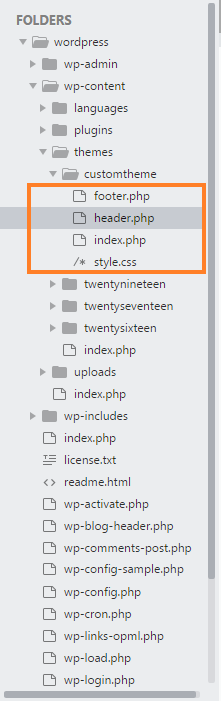 FOLDERS
wordpress
wp-admin
wp-content
languages
plugins
themes
customtheme
footer.php
header.php
index.php
/* style.css
twentynineteen
twentyseventeen
twentysixteen
index.php
uploads
index.php
wp-includes
index.php
license.txt
<> readme.html
wp-activate.php
wp-blog-header.php
wp-comments-post.php
wp-config-sample.php
wp-config.php
wp-cron.php
wp-links-opml.php
wp-load.php
wp-login.php